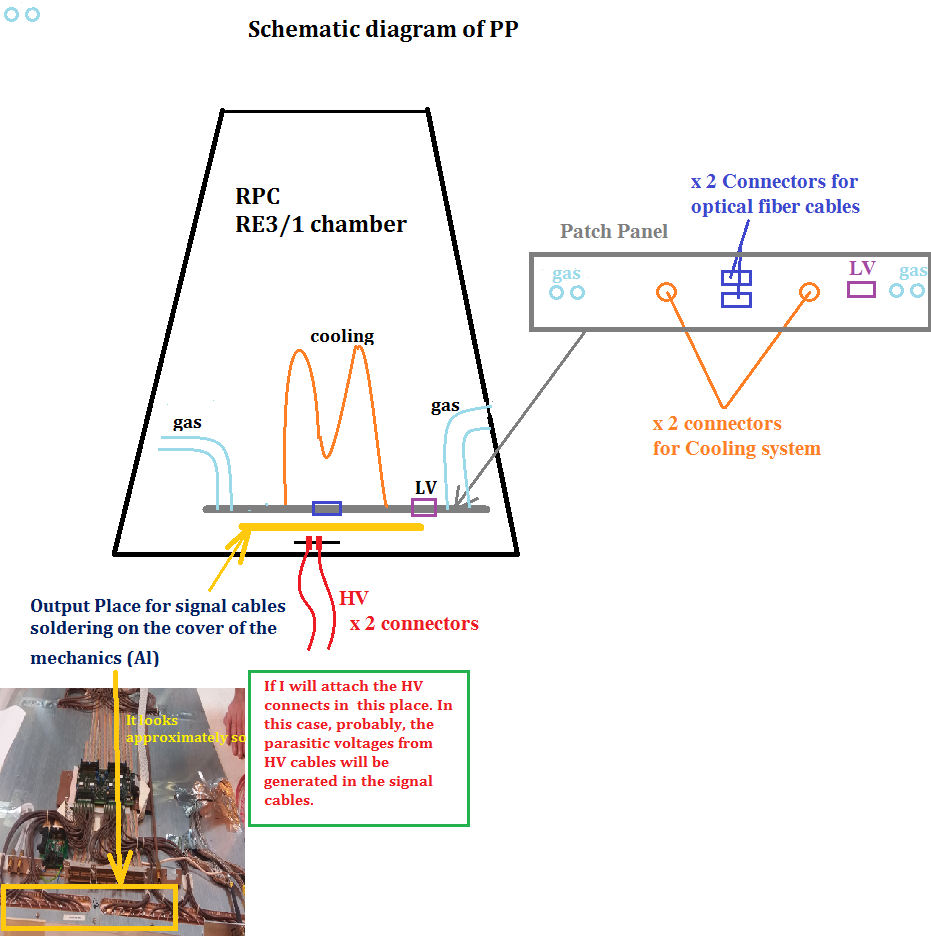 Schematic diagram of PP
RPC
RE3/1 chamber
x 2 Connectors for
optical fiber cables
Patch Panel
gas
LV
gas
cooling
gas
gas
x 2 connectors
for Cooling system
LV
Output Place for signal cables
soldering on the cover of the
mechanics (Al)
HV
x 2 connectors
If I will attach the HV
connects in this place. In
this case, probably, the
parasitic voltages from
HV cables will be
generated in the signal
cables.
It looks
approximately so